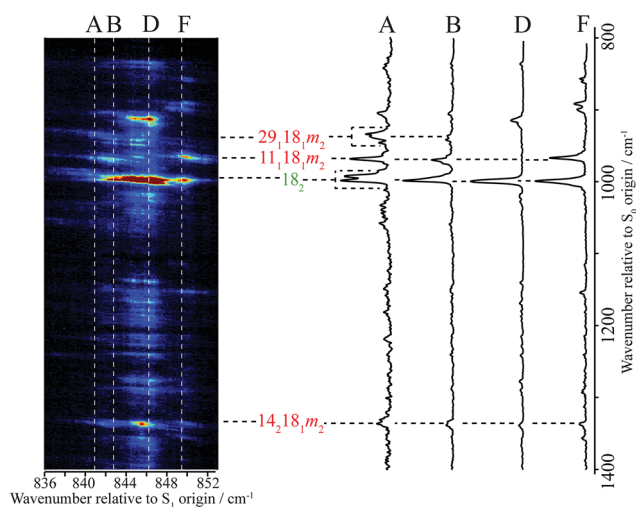 A B D F
A B D F
800
29₁18₁m₂
11₁18₁m₂
18₂
1000
1200
14₂18₁m₂
1400
Wavenumber relative to S₀ origin / cm⁻¹
836 840 844 848 852
Wavenumber relative to S₁ origin / cm⁻¹